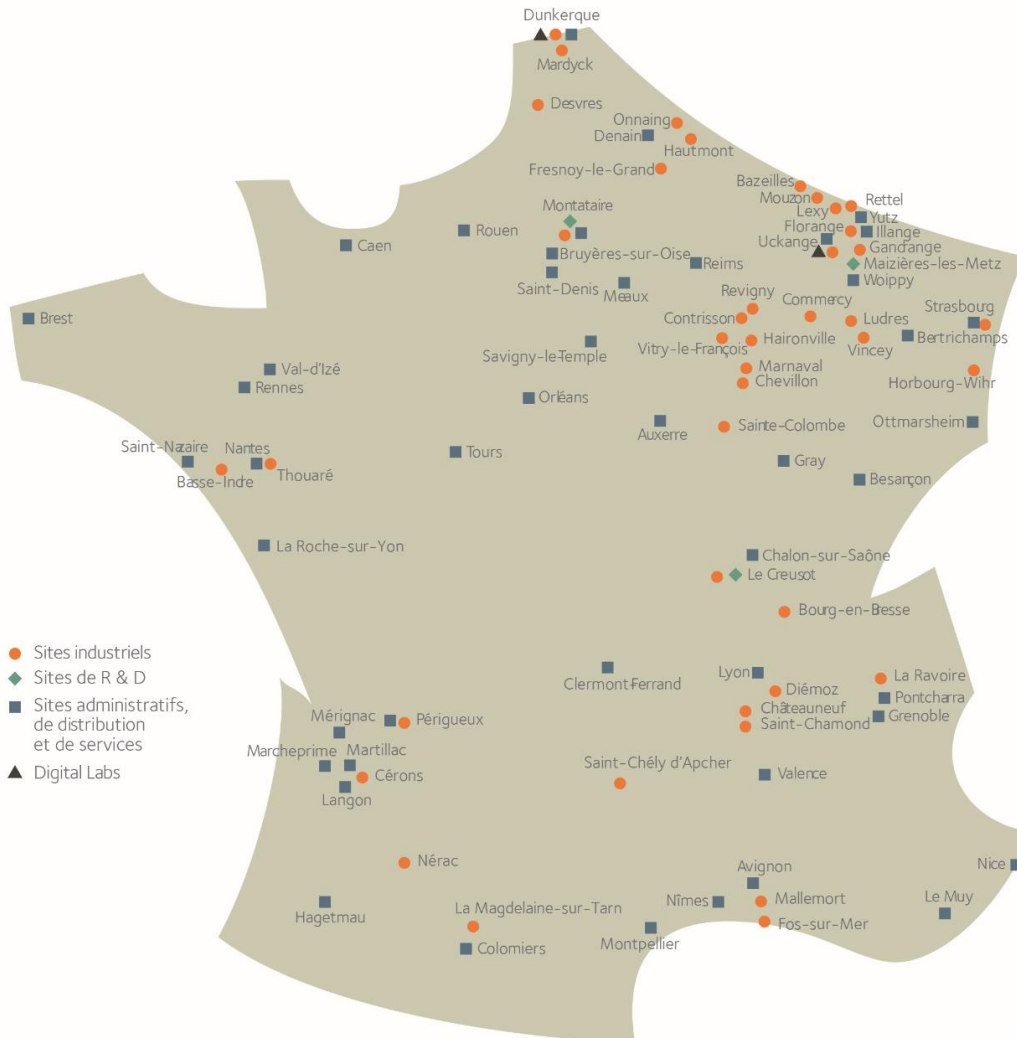 Dunkerque
Mardyck
Desvres
Onnaing
Denain
Hautmont
Fresnoy-le-Grand
Bazeilles
Mouzon
Lexy
Rettel
Yutz
Florange
Illange
Uckange
Gandrange
Maizières-les-Metz
Woippy
Montataire
Rouen
Caen
Bruyères-sur-Oise
Reims
Saint-Denis
Meaux
Revigny
Commercy
Strasbourg
Contrisson
Ludres
Brest
Bertrichamps
Vitry-le-François
Haironville
Vincey
Savigny-le-Temple
Val-d'Izé
Marnaval
Rennes
Chevillon
Horbourg-Wihr
Orléans
Auxerre
Sainte-Colombe
Ottmarsheim
Saint-Nazaire
Nantes
Tours
Basse-Indre
Thouaré
Gray
Besançon
La Roche-sur-Yon
Chalon-sur-Saône
Le Creusot
Bourg-en-Bresse
Sites industriels
Sites de R & D
Sites administratifs,
de distribution
et de services
Digital Labs
Clermont-Ferrand
Lyon
La Ravoire
Diémoz
Pontcharra
Châteauneuf
Grenoble
Saint-Chamond
Mérignac
Périgueux
Marcheprime
Martillac
Saint-Chély d'Apcher
Cérons
Valence
Langon
Nérac
Avignon
Nice
Hagetmau
La Magdelaine-sur-Tarn
Nîmes
Mallemort
Le Muy
Fos-sur-Mer
Colomiers
Montpellier